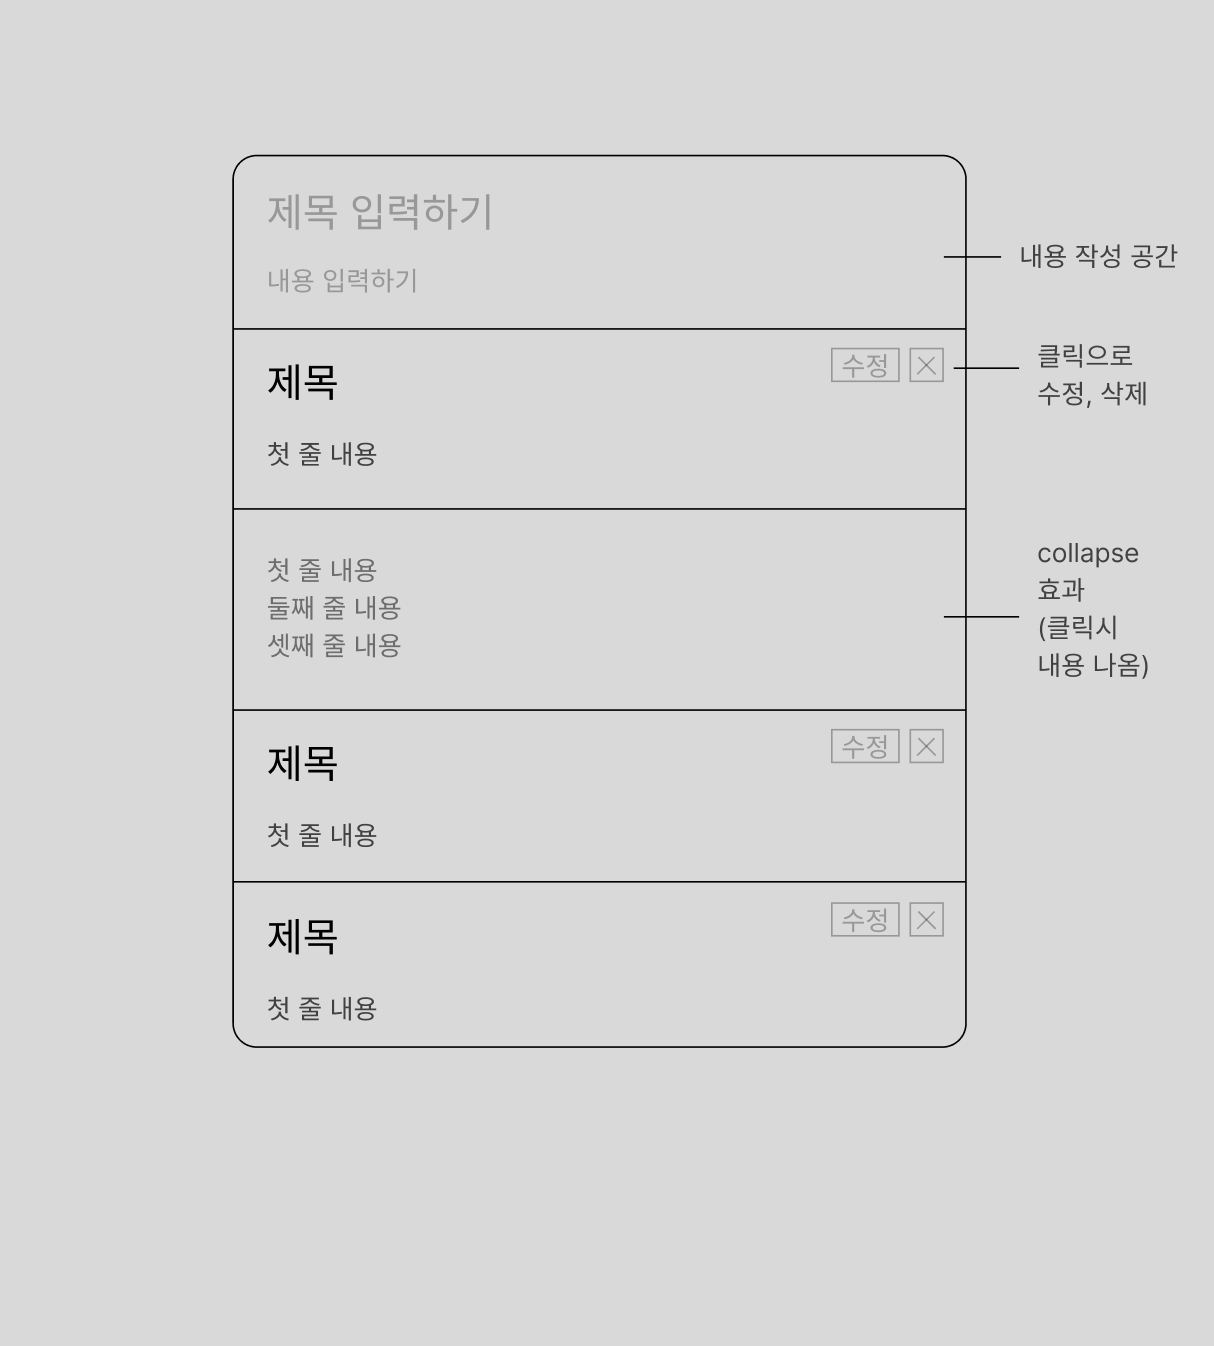 제목 입력하기
내용 입력하기
내용 작성 공간
제목
수정
첫 줄 내용
클릭으로
수정, 삭제
첫 줄 내용
둘째 줄 내용
셋째 줄 내용
collapse
효과
(클릭시
내용 나옴)
제목
수정
첫 줄 내용
제목
수정
첫 줄 내용